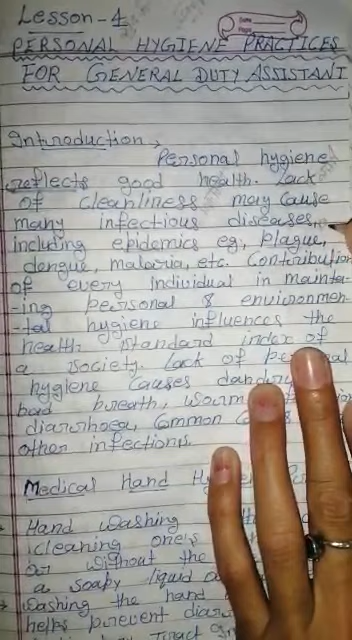 Lesson-4
Date
Page
PERSONAL HYGIENE PRACTICES
FOR GENERAL DUTY ASSISTANT
Introduction →
Personal hygiene
reflects good health. Lack
of cleanliness may cause
many infectious diseases,
including epidemics eg, plague,
dengue, malaria, etc. Contribution
of every individual in mainta-
-ing personal & environmen-
-tal hygiene influences the
health standard index of
a society. Lack of
hygiene causes
bad breath,
diarrhoea, common
other infections
Medical Hand
Hand washing
cleaning one's
or without the
a soapy liquid
washing the hand
helps prevent